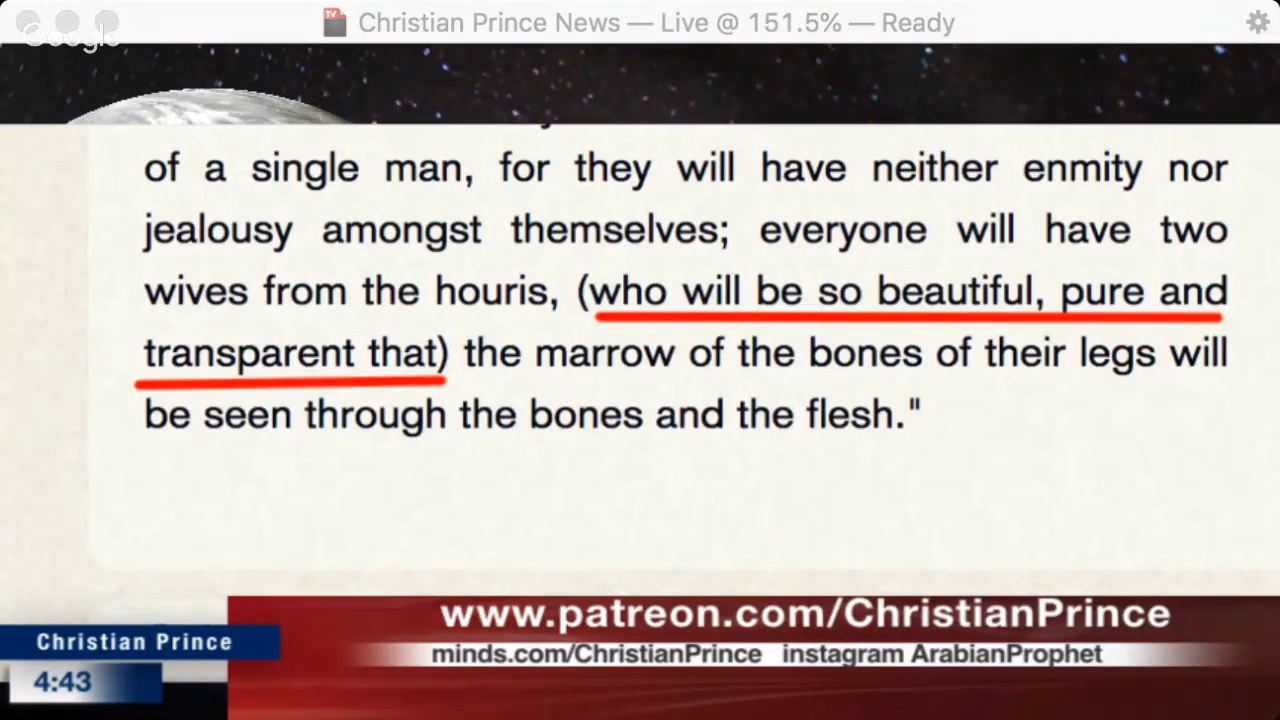 Christian Prince News — Live @ 151.5% — Ready
Google
of a single man, for they will have neither enmity nor
jealousy amongst themselves; everyone will have two
wives from the houris, (who will be so beautiful, pure and
transparent that) the marrow of the bones of their legs will
be seen through the bones and the flesh."
www.patreon.com/ChristianPrince
Christian Prince
minds.com/ChristianPrince instagram ArabianProphet
4:43